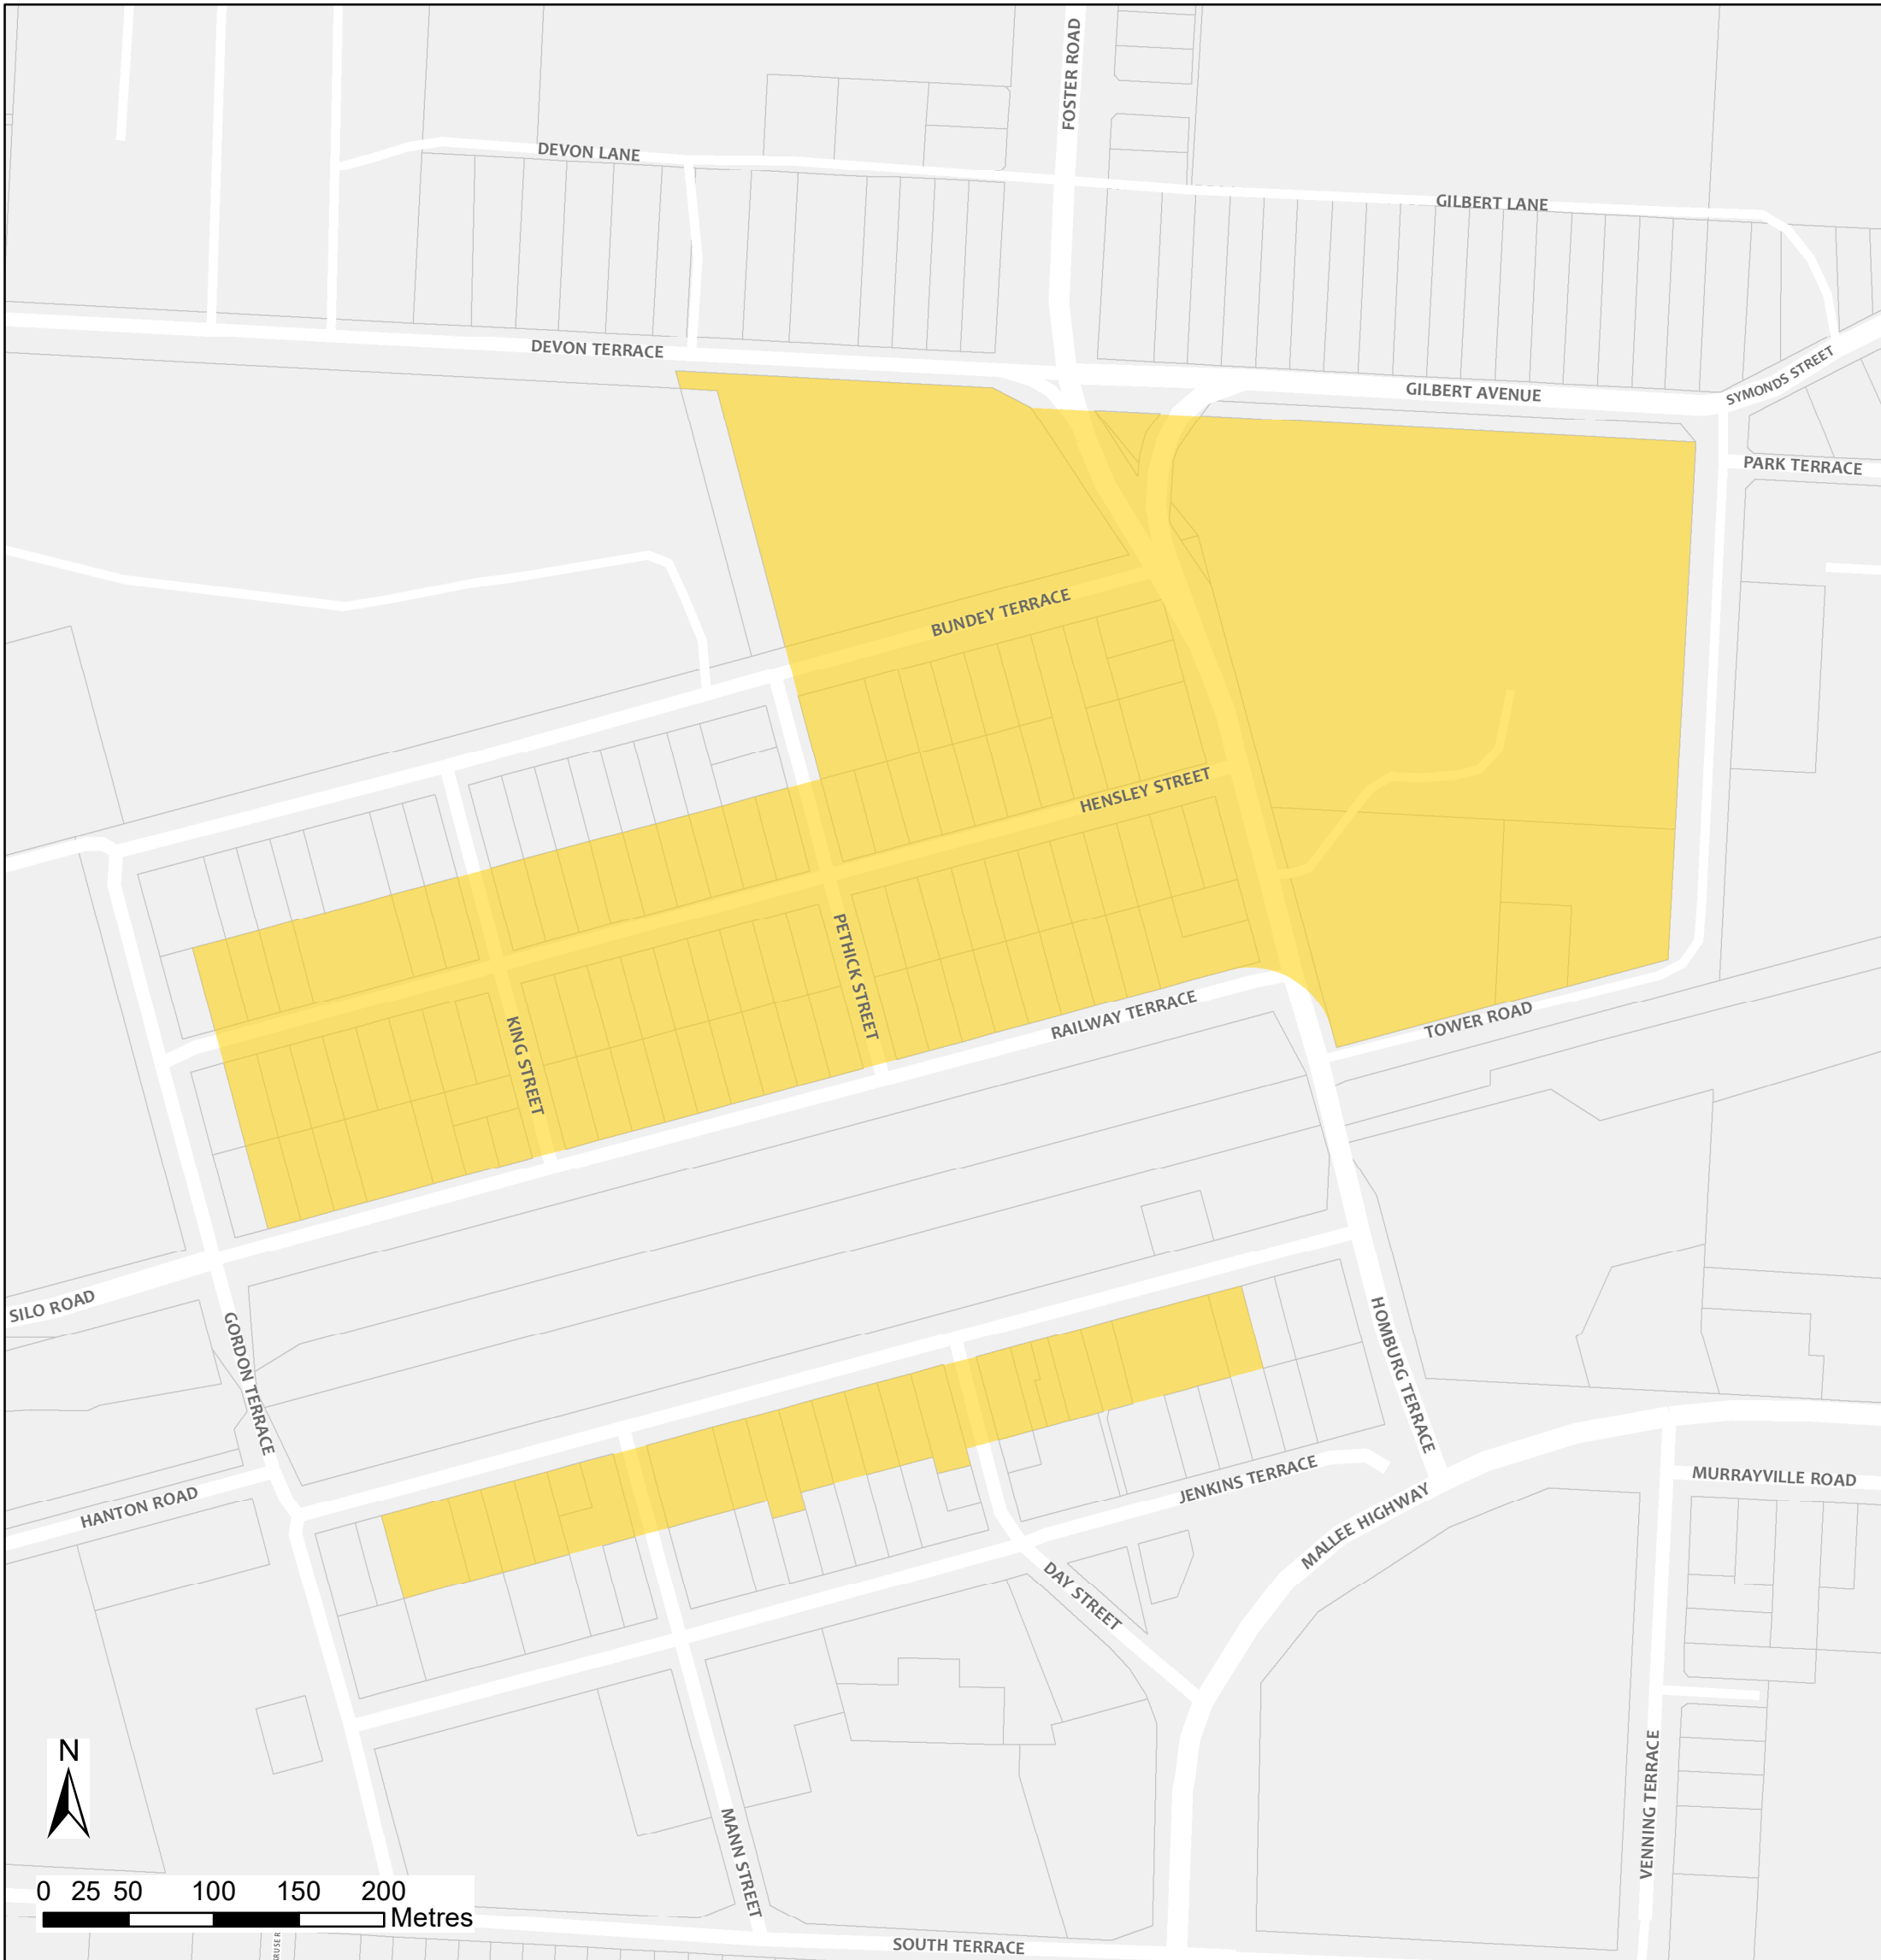 FOSTER ROAD
DEVON LANE
GILBERT LANE
DEVON TERRACE
GILBERT AVENUE
SYMONDS STREET
PARK TERRACE
BUNDEY TERRACE
HENSLEY STREET
PETHICK STREET
KING STREET
RAILWAY TERRACE
TOWER ROAD
SILO ROAD
GORDON TERRACE
HOMBURG TERRACE
HANTON ROAD
JENKINS TERRACE
MALLEE HIGHWAY
MURRAYVILLE ROAD
DAY STREET
VENNING TERRACE
MANN STREET
N
0 25 50 100 150 200
Metres
SOUTH TERRACE